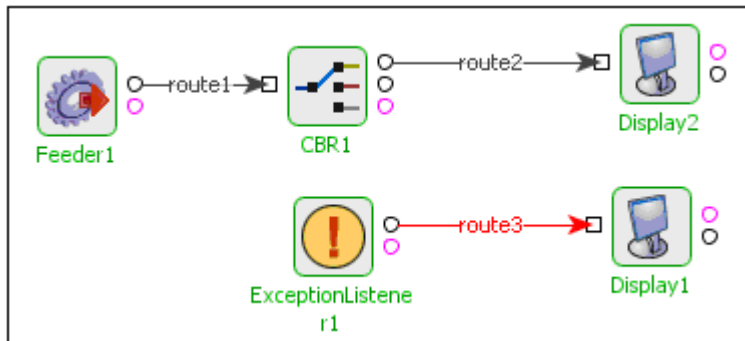 route1
route2
Feeder1
CBR1
Display2
route3
ExceptionListene
r1
Display1